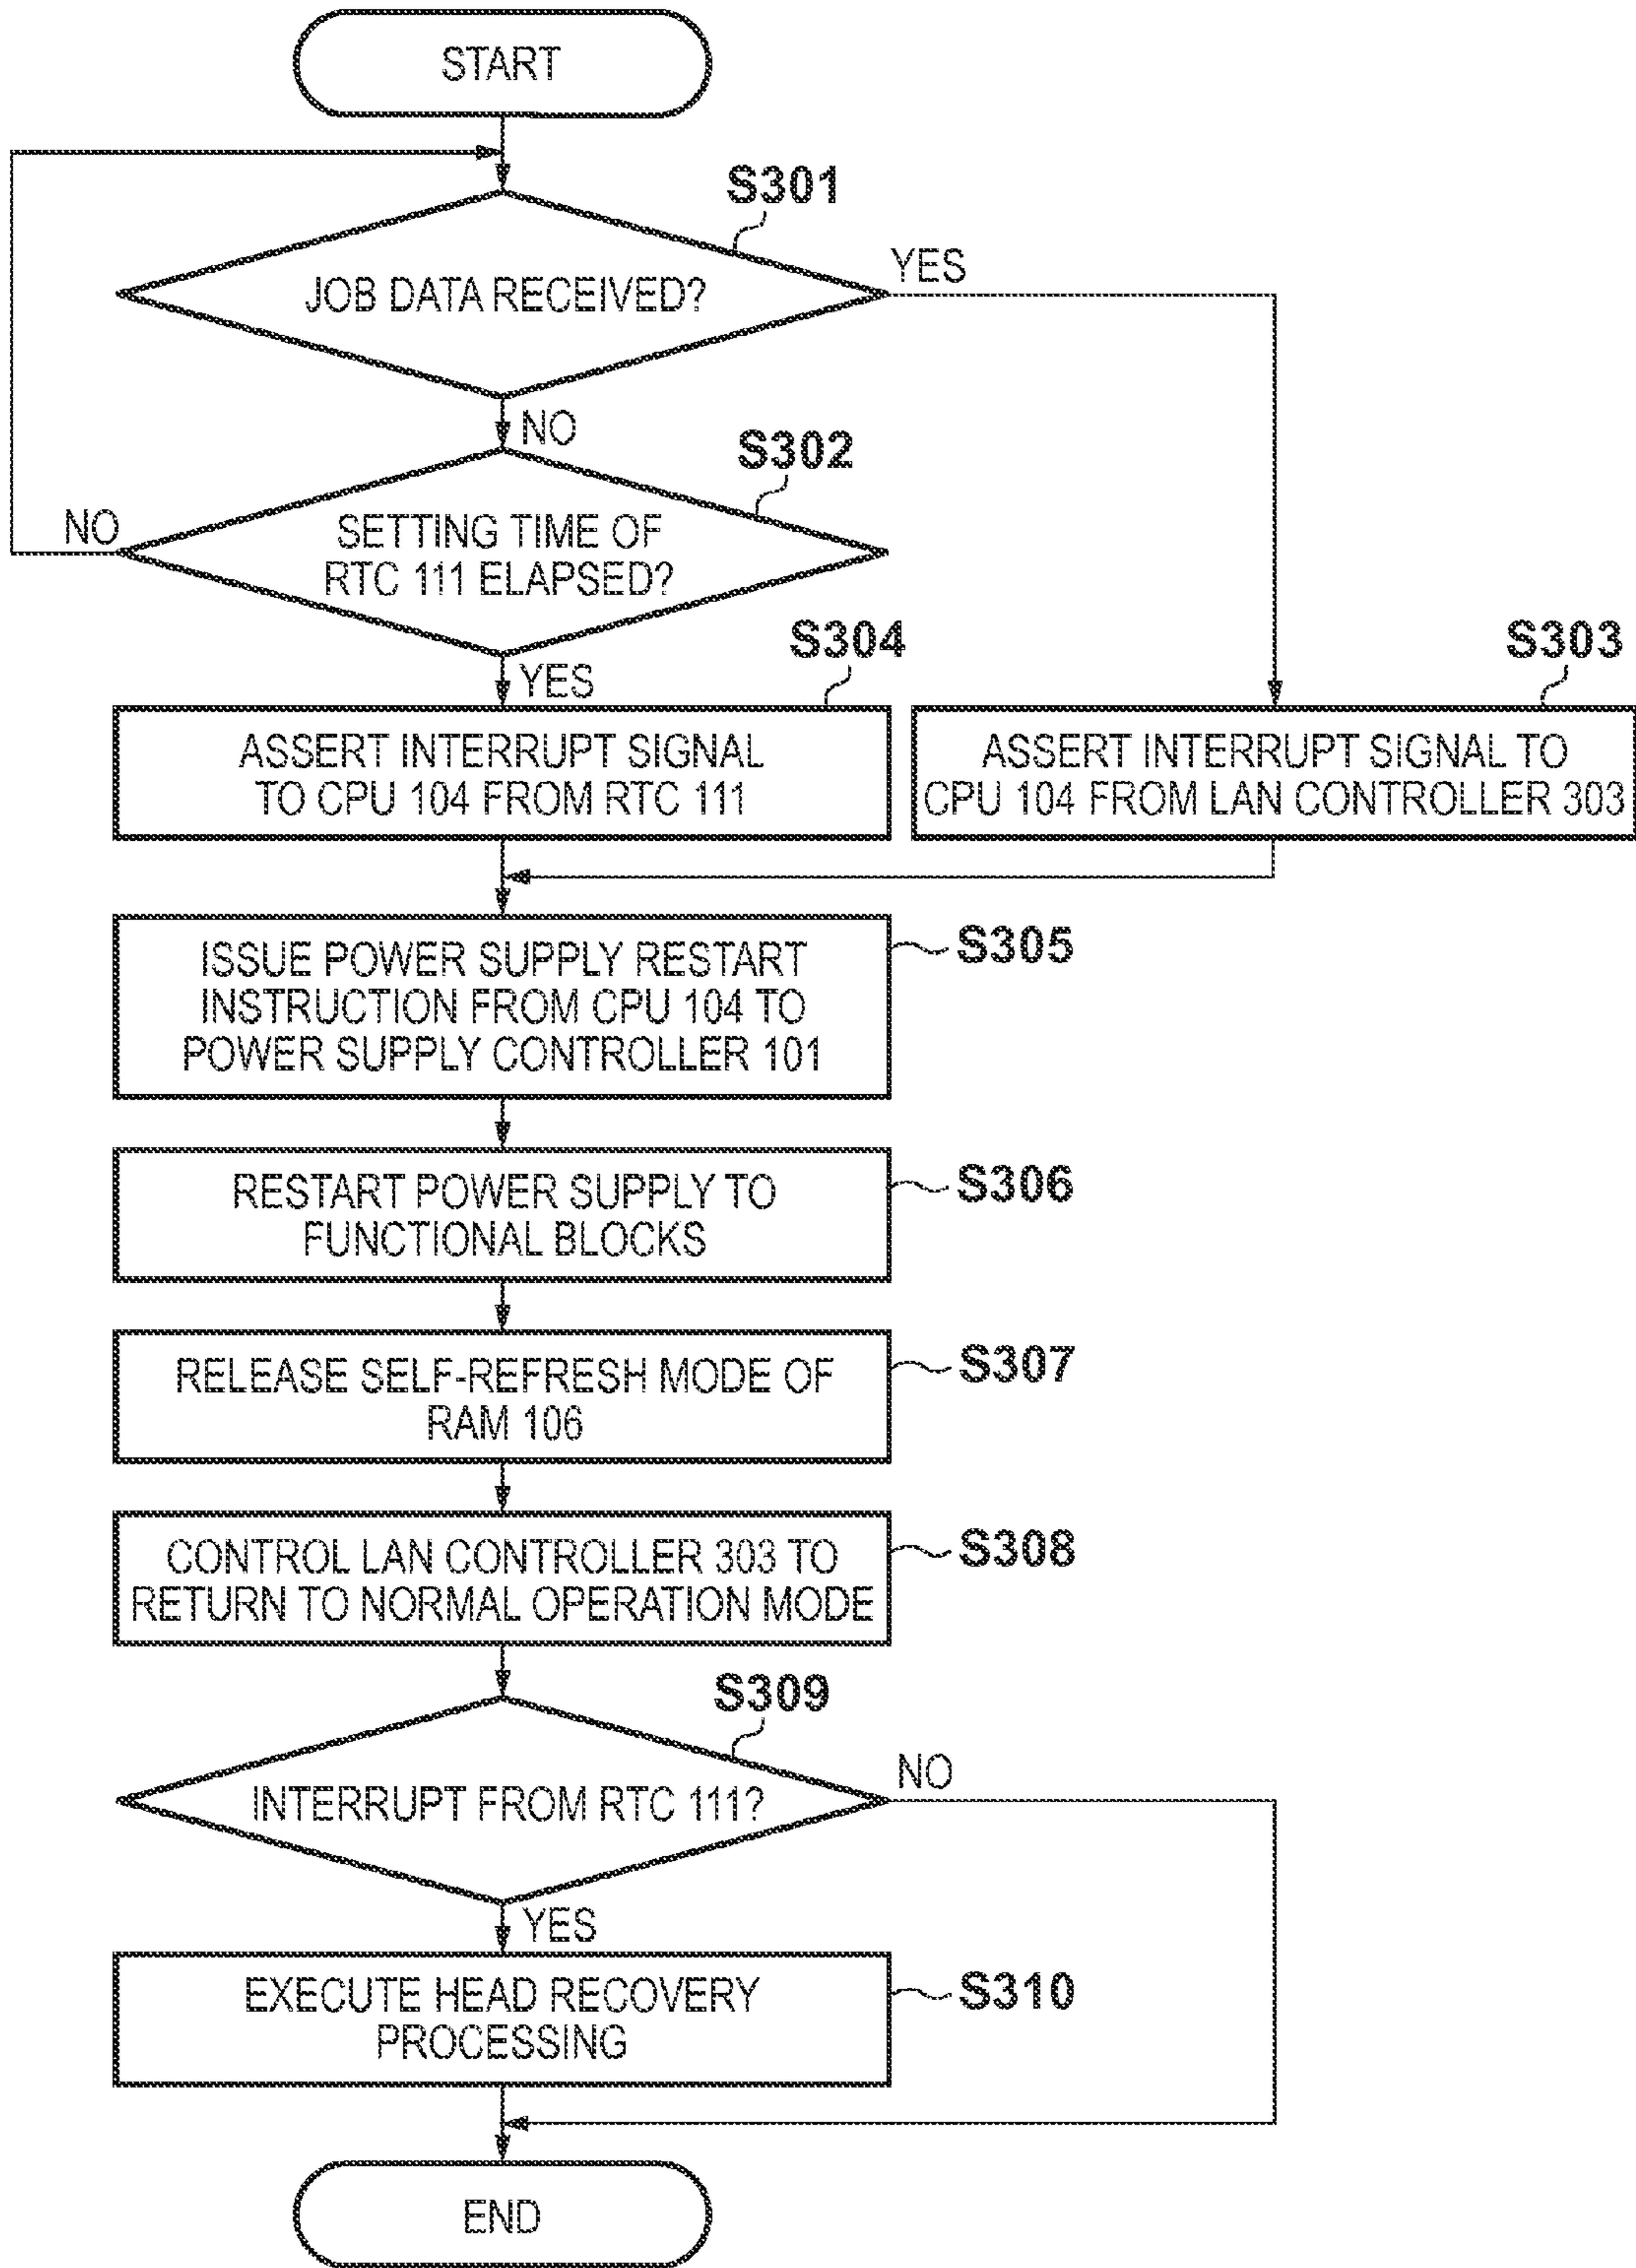 START
S301
JOB DATA RECEIVED?
YES
NO
S302
SETTING TIME OF
RTC 111 ELAPSED?
NO
YES
S304
ASSERT INTERRUPT SIGNAL
TO CPU 104 FROM RTC 111
S303
ASSERT INTERRUPT SIGNAL TO
CPU 104 FROM LAN CONTROLLER 303
ISSUE POWER SUPPLY RESTART
INSTRUCTION FROM CPU 104 TO
POWER SUPPLY CONTROLLER 101
S305
RESTART POWER SUPPLY TO
FUNCTIONAL BLOCKS
S306
RELEASE SELF-REFRESH MODE OF
RAM 106
S307
CONTROL LAN CONTROLLER 303 TO
RETURN TO NORMAL OPERATION MODE
S308
S309
INTERRUPT FROM RTC 111?
NO
YES
EXECUTE HEAD RECOVERY
PROCESSING
S310
END